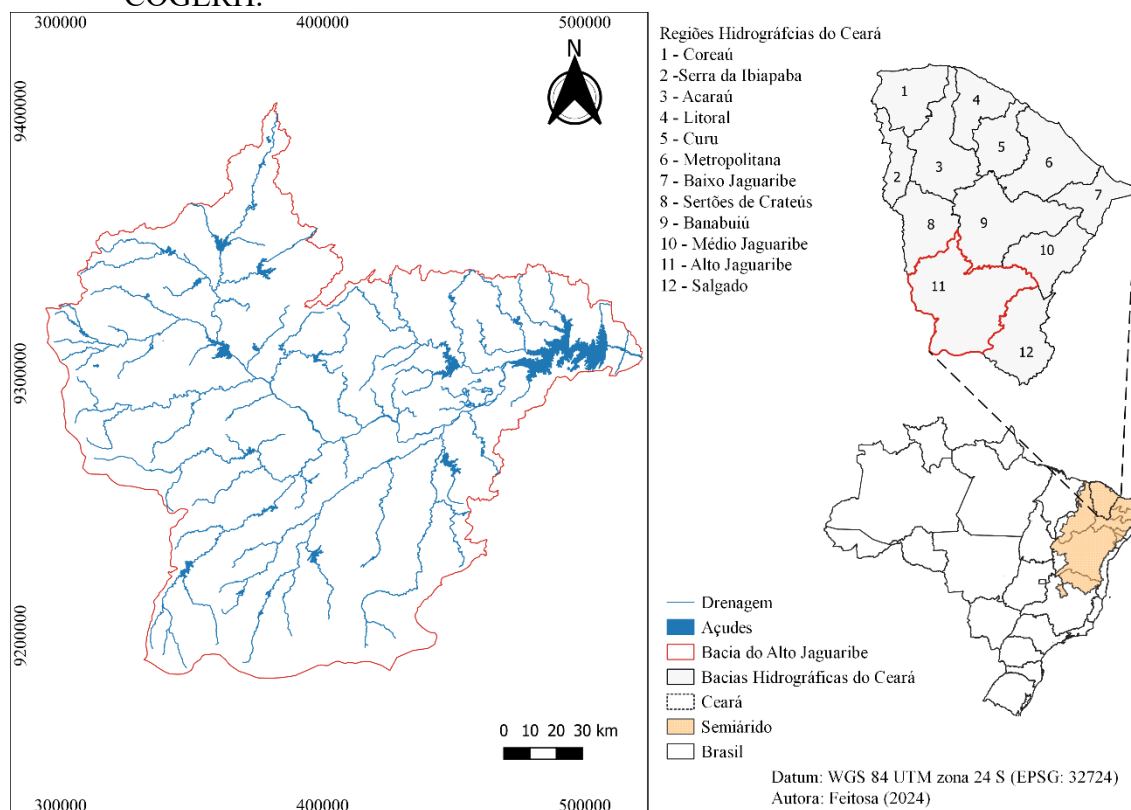 COGERH.
300000 400000 500000
N
9400000
9300000
9200000
0 10 20 30 km
300000 400000 500000
Regiões Hidrográfcias do Ceará
1 - Coreaú
2 -Serra da Ibiapaba
3 - Acaraú
4 - Litoral
5 - Curu
6 - Metropolitana
7 - Baixo Jaguaribe
8 - Sertões de Crateús
9 - Banabuiú
10 - Médio Jaguaribe
11 - Alto Jaguaribe
12 - Salgado
1
4
5
6
3
2
7
8
9
10
11
12
Drenagem
Açudes
Bacia do Alto Jaguaribe
Bacias Hidrográficas do Ceará
Ceará
Semiárido
Brasil
Datum: WGS 84 UTM zona 24 S (EPSG: 32724)
Autora: Feitosa (2024)